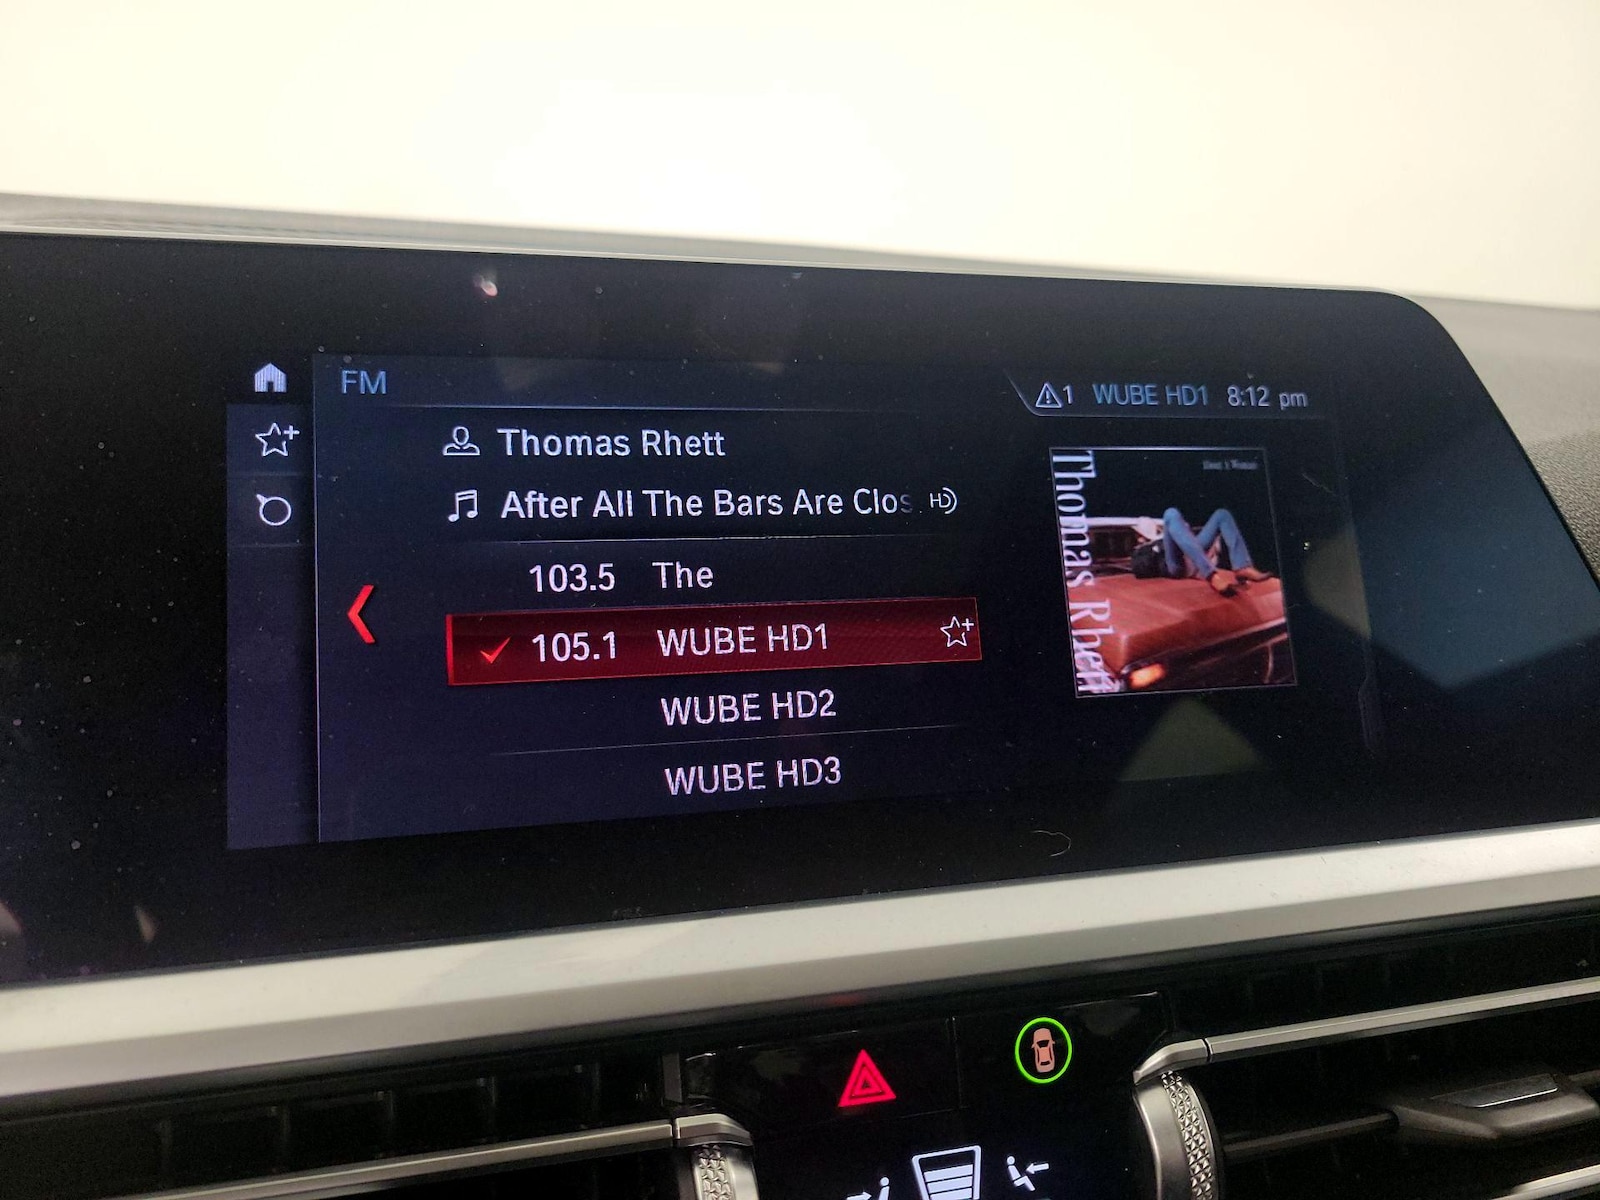 FM
1 WUBE HD1 8:12 pm
Thomas Rhett
After All The Bars Are Clos
HD
103.5 The
105.1 WUBE HD1
WUBE HD2
WUBE HD3
Thomas Rhett